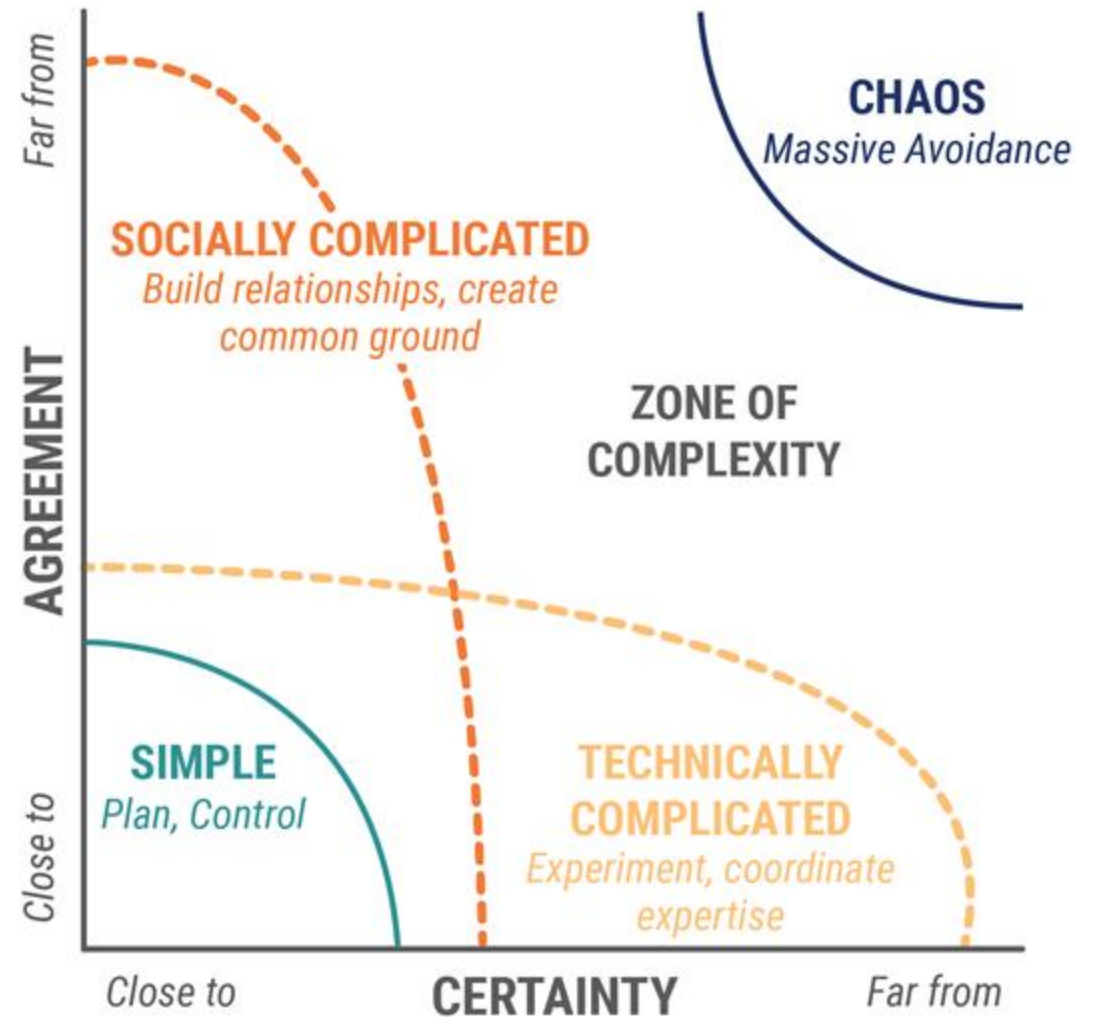 Far from
CHAOS
Massive Avoidance
SOCIALLY COMPLICATED
Build relationships, create
common ground
ZONE OF
COMPLEXITY
AGREEMENT
SIMPLE
Plan, Control
TECHNICALLY
COMPLICATED
Experiment, coordinate
expertise
Close to
Close to
CERTAINTY
Far from